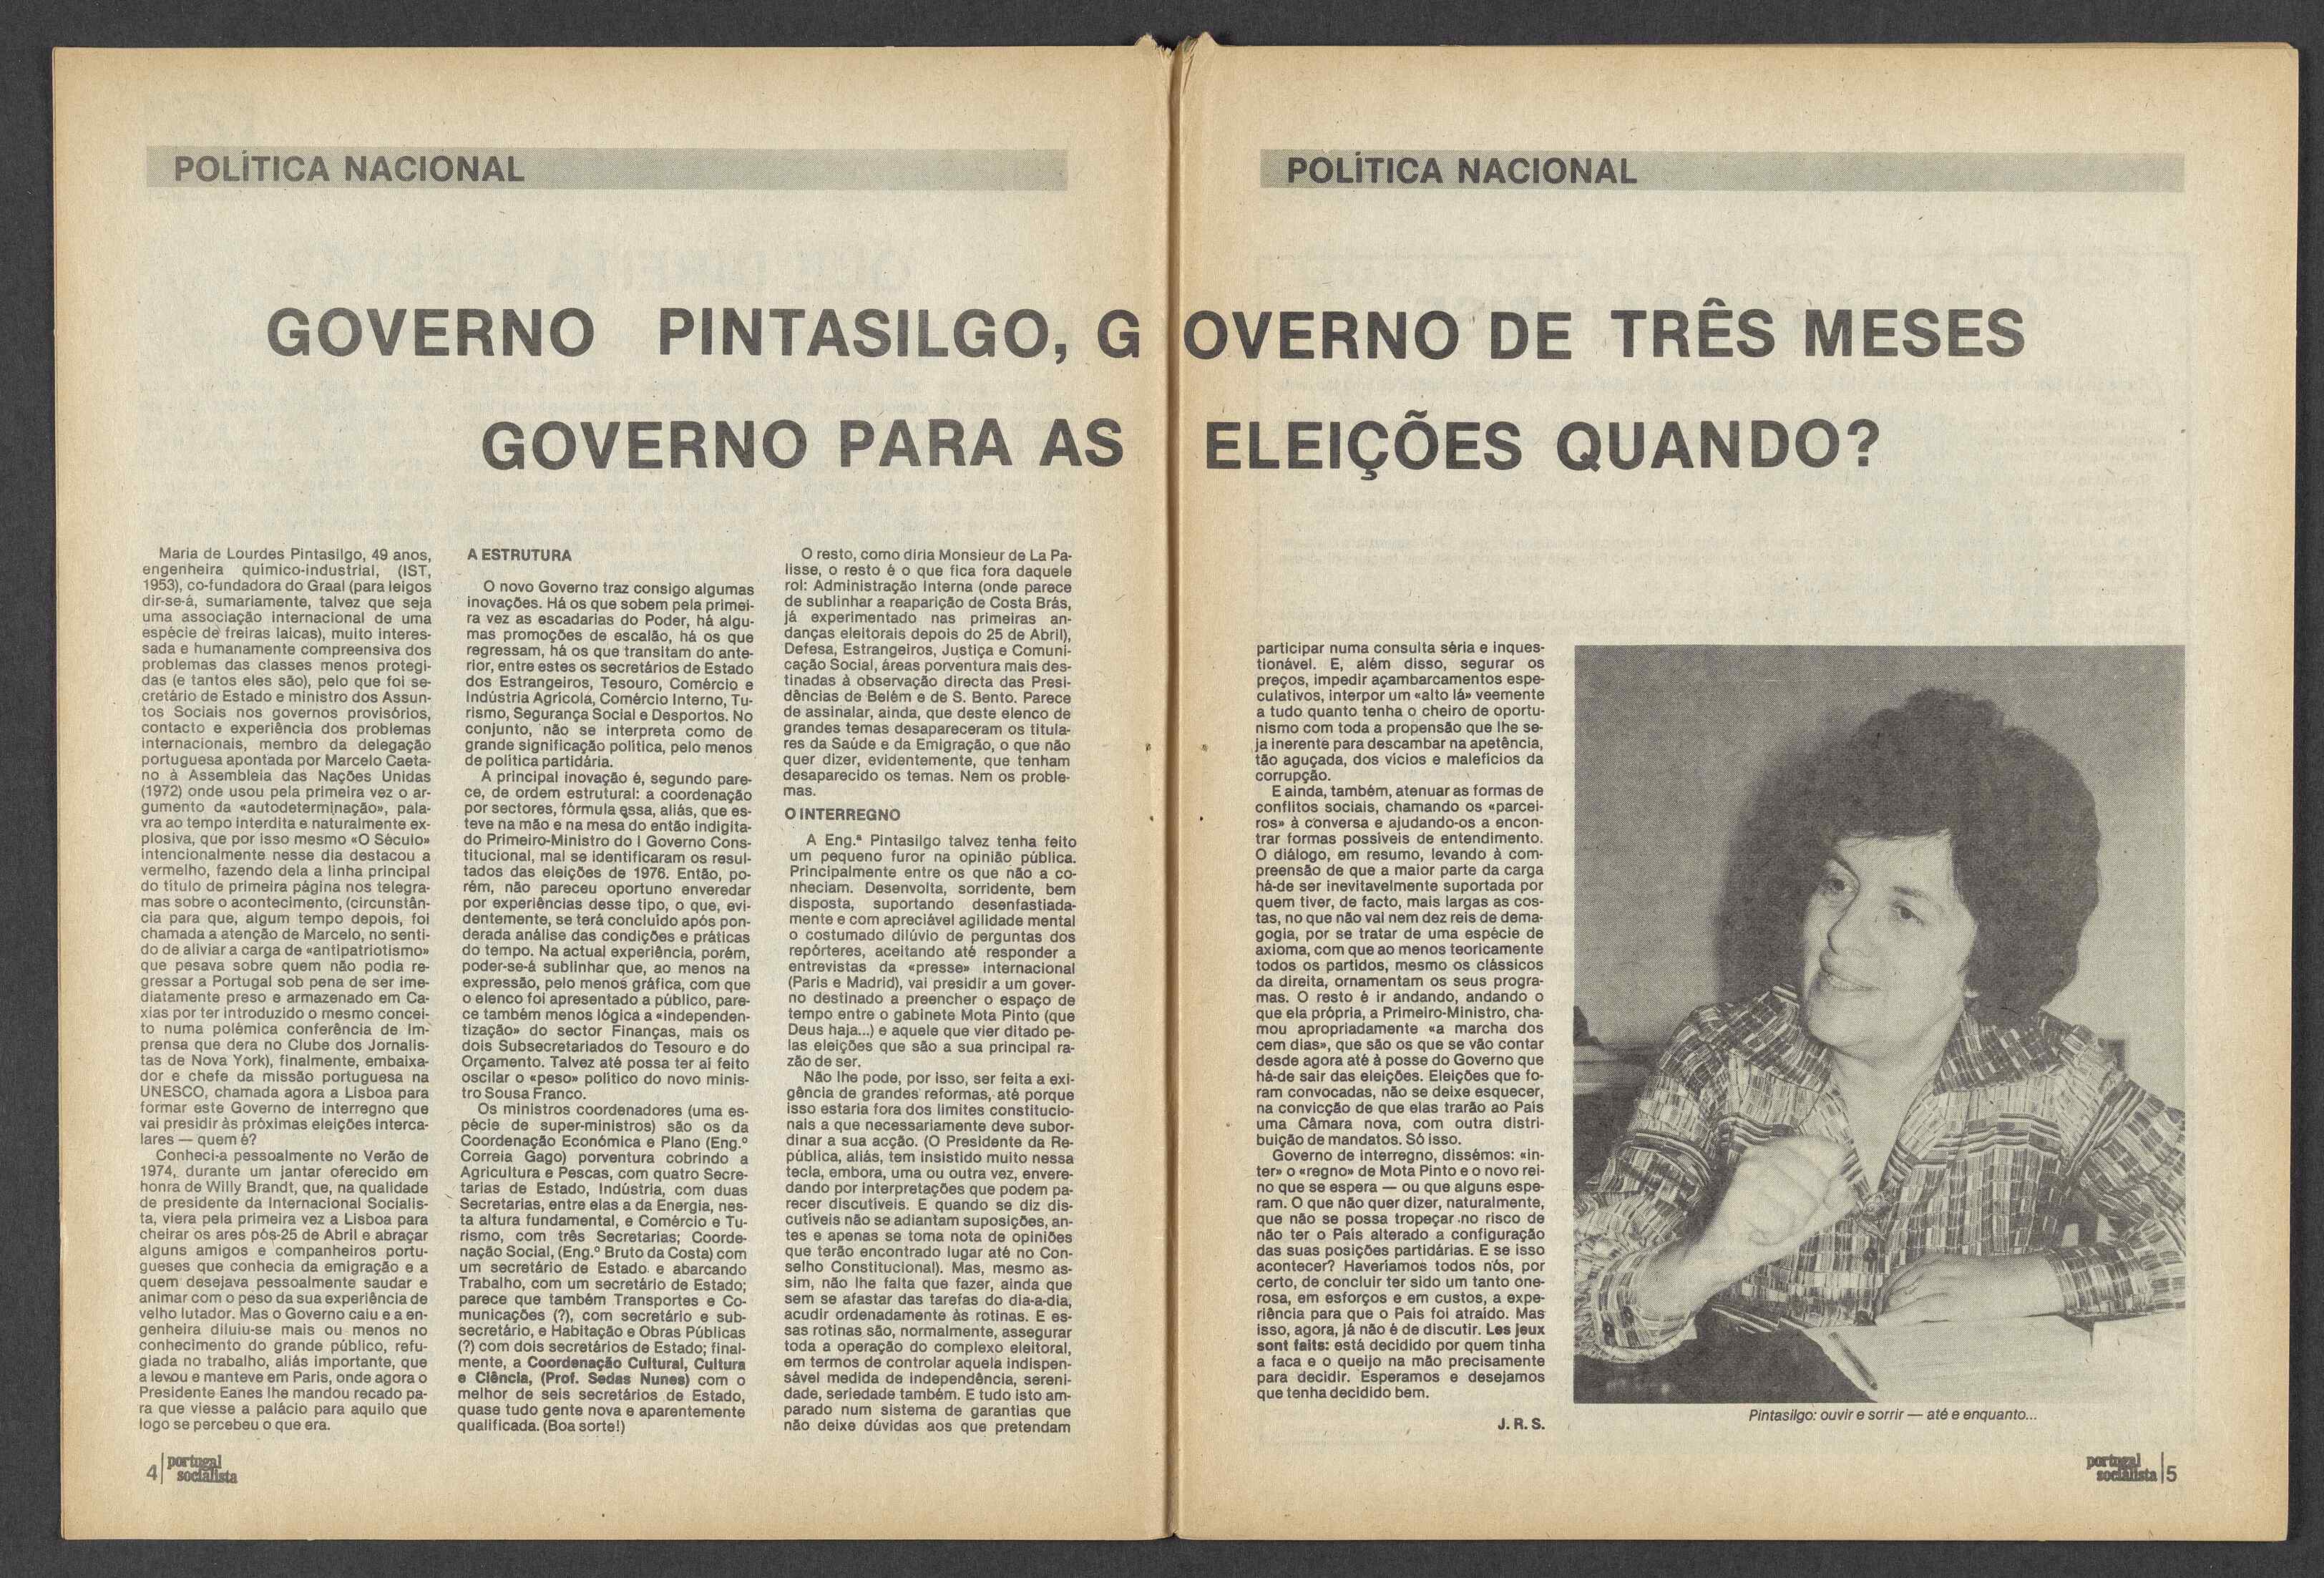 POLÍTICA NACIONAL
POLÍTICA NACIONAL
GOVERNO PINTASILGO, GOVERNO DE TRÊS MESES
GOVERNO PARA AS ELEIÇÕES QUANDO?
Maria de Lourdes Pintasilgo, 49 anos,
engenheira químico-industrial, (IST,
1953), co-fundadora do Graal (para leigos
dir-se-á, sumariamente, talvez que seja
uma associação internacional de uma
espécie de freiras laicas), muito interes-
sada e humanamente compreensiva dos
problemas das classes menos protegi-
das (e tantos eles são), pelo que foi se-
cretário de Estado e ministro dos Assun-
tos Sociais nos governos provisórios,
contacto e experiência dos problemas
internacionais, membro da delegação
portuguesa apontada por Marcelo Caeta-
no à Assembleia das Nações Unidas
(1972) onde usou pela primeira vez o ar-
gumento da «autodeterminação», pala-
vra ao tempo interdita e naturalmente ex-
plosiva, que por isso mesmo «O Século»
intencionalmente nesse dia destacou a
vermelho, fazendo dela a linha principal
do título de primeira página nos telegra-
mas sobre o acontecimento, (circunstân-
cia para que, algum tempo depois, foi
chamada a atenção de Marcelo, no senti-
do de aliviar a carga de «antipatriotismo»
que pesava sobre quem não podia re-
gressar a Portugal sob pena de ser ime-
diatamente preso e armazenado em Ca-
xias por ter introduzido o mesmo concei-
to numa polémica conferência de Im-
prensa que dera no Clube dos Jornalis-
tas de Nova York), finalmente, embaixa-
dor e chefe da missão portuguesa na
UNESCO, chamada agora a Lisboa para
formar este Governo de interregno que
vai presidir às próximas eleições interca-
lares — quem é?
Conheci-a pessoalmente no Verão de
1974, durante um jantar oferecido em
honra de Willy Brandt, que, na qualidade
de presidente da Internacional Socialis-
ta, viera pela primeira vez a Lisboa para
cheirar os ares pós-25 de Abril e abraçar
alguns amigos e companheiros portu-
gueses que conhecia da emigração e a
quem desejava pessoalmente saudar e
animar com o peso da sua experiência de
velho lutador. Mas o Governo caiu e a en-
genheira diluiu-se mais ou menos no
conhecimento do grande público, refu-
giada no trabalho, aliás importante, que
a levou e manteve em Paris, onde agora o
Presidente Eanes lhe mandou recado pa-
ra que viesse a palácio para aquilo que
logo se percebeu o que era.
A ESTRUTURA
O novo Governo traz consigo algumas
inovações. Há os que sobem pela primei-
ra vez as escadarias do Poder, há algu-
mas promoções de escalão, há os que
regressam, há os que transitam do ante-
rior, entre estes os secretários de Estado
dos Estrangeiros, Tesouro, Comércio e
Indústria Agrícola, Comércio Interno, Tu-
rismo, Segurança Social e Desportos. No
conjunto, não se interpreta como de
grande significação política, pelo menos
de política partidária.
A principal inovação é, segundo pare-
ce, de ordem estrutural: a coordenação
por sectores, fórmula essa, aliás, que es-
teve na mão e na mesa do então indigita-
do Primeiro-Ministro do I Governo Cons-
titucional, mal se identificaram os resul-
tados das eleições de 1976. Então, po-
rém, não pareceu oportuno enveredar
por experiências desse tipo, o que, evi-
dentemente, se terá concluído após pon-
derada análise das condições e práticas
do tempo. Na actual experiência, porém,
poder-se-á sublinhar que, ao menos na
expressão, pelo menos gráfica, com que
o elenco foi apresentado a público, pare-
ce também menos lógica a «independen-
tização» do sector Finanças, mais os
dois Subsecretariados do Tesouro e do
Orçamento. Talvez até possa ter aí feito
oscilar o «peso» político do novo minis-
tro Sousa Franco.
Os ministros coordenadores (uma es-
pécie de super-ministros) são os da
Coordenação Económica e Plano (Eng.º
Correia Gago) porventura cobrindo a
Agricultura e Pescas, com quatro Secre-
tarias de Estado, Indústria, com duas
Secretarias, entre elas a da Energia, nes-
ta altura fundamental, e Comércio e Tu-
rismo, com três Secretarias; Coorde-
nação Social, (Eng.º Bruto da Costa) com
um secretário de Estado e abarcando
Trabalho, com um secretário de Estado;
parece que também Transportes e Co-
municações (?), com secretário e sub-
secretário, e Habitação e Obras Públicas
(?) com dois secretários de Estado; final-
mente, a Coordenação Cultural, Cultura
e Ciência, (Prof. Sedas Nunes) com o
melhor de seis secretários de Estado,
quase tudo gente nova e aparentemente
qualificada. (Boa sorte!)
O resto, como diria Monsieur de La Pa-
lisse, o resto é o que fica fora daquele
rol: Administração Interna (onde parece
de sublinhar a reaparição de Costa Brás,
já experimentado nas primeiras an-
danças eleitorais depois do 25 de Abril),
Defesa, Estrangeiros, Justiça e Comuni-
cação Social, áreas porventura mais des-
tinadas à observação directa das Presi-
dências de Belém e de S. Bento. Parece
de assinalar, ainda, que deste elenco de
grandes temas desapareceram os titula-
res da Saúde e da Emigração, o que não
quer dizer, evidentemente, que tenham
desaparecido os temas. Nem os proble-
mas.
O INTERREGNO
A Eng.ª Pintasilgo talvez tenha feito
um pequeno furor na opinião pública.
Principalmente entre os que não a co-
nheciam. Desenvolta, sorridente, bem
disposta, suportando desenfastiada-
mente e com apreciável agilidade mental
o costumado dilúvio de perguntas dos
repórteres, aceitando até responder a
entrevistas da «presse» internacional
(Paris e Madrid), vai presidir a um gover-
no destinado a preencher o espaço de
tempo entre o gabinete Mota Pinto (que
Deus haja...) e aquele que vier ditado pe-
las eleições que são a sua principal ra-
zão de ser.
Não lhe pode, por isso, ser feita a exi-
gência de grandes reformas, até porque
isso estaria fora dos limites constitucio-
nais a que necessariamente deve subor-
dinar a sua acção. (O Presidente da Re-
pública, aliás, tem insistido muito nessa
tecla, embora, uma ou outra vez, envere-
dando por interpretações que podem pa-
recer discutíveis. E quando se diz dis-
cutíveis não se adiantam suposições, an-
tes e apenas se toma nota de opiniões
que terão encontrado lugar até no Con-
selho Constitucional). Mas, mesmo as-
sim, não lhe falta que fazer, ainda que
sem se afastar das tarefas do dia-a-dia,
acudir ordenadamente às rotinas. E es-
sas rotinas são, normalmente, assegurar
toda a operação do complexo eleitoral,
em termos de controlar aquela indispen-
sável medida de independência, sereni-
dade, seriedade também. E tudo isto am-
parado num sistema de garantias que
não deixe dúvidas aos que pretendam
participar numa consulta séria e inques-
tionável. E, além disso, segurar os
preços, impedir açambarcamentos espe-
culativos, interpor um «alto lá» veemente
a tudo quanto tenha o cheiro de oportu-
nismo com toda a propensão que lhe se-
ja inerente para descambar na apetência,
tão aguçada, dos vícios e malefícios da
corrupção.
E ainda, também, atenuar as formas de
conflitos sociais, chamando os «parcei-
ros» à conversa e ajudando-os a encon-
trar formas possíveis de entendimento.
O diálogo, em resumo, levando à com-
preensão de que a maior parte da carga
há-de ser inevitavelmente suportada por
quem tiver, de facto, mais largas as cos-
tas, no que não vai nem dez reis de dema-
gogia, por se tratar de uma espécie de
axioma, com que ao menos teoricamente
todos os partidos, mesmo os clássicos
da direita, ornamentam os seus progra-
mas. O resto é ir andando, andando o
que ela própria, a Primeiro-Ministro, cha-
mou apropriadamente «a marcha dos
cem dias», que são os que se vão contar
desde agora até à posse do Governo que
há-de sair das eleições. Eleições que fo-
ram convocadas, não se deixe esquecer,
na convicção de que elas trarão ao País
uma Câmara nova, com outra distri-
buição de mandatos. Só isso.
Governo de interregno, dissémos: «in-
ter» o «regno» de Mota Pinto e o novo rei-
no que se espera — ou que alguns espe-
ram. O que não quer dizer, naturalmente,
que não se possa tropeçar no risco de
não ter o País alterado a configuração
das suas posições partidárias. E se isso
acontecer? Haveríamos todos nós, por
certo, de concluir ter sido um tanto one-
rosa, em esforços e em custos, a expe-
riência para que o País foi atraído. Mas
isso, agora, já não é de discutir. Les jeux
sont faits: está decidido por quem tinha
a faca e o queijo na mão precisamente
para decidir. Esperamos e desejamos
que tenha decidido bem.
J. R. S.
Pintasilgo: ouvir e sorrir — até e enquanto...
4 portugal
socialista
portugal
socialista 5